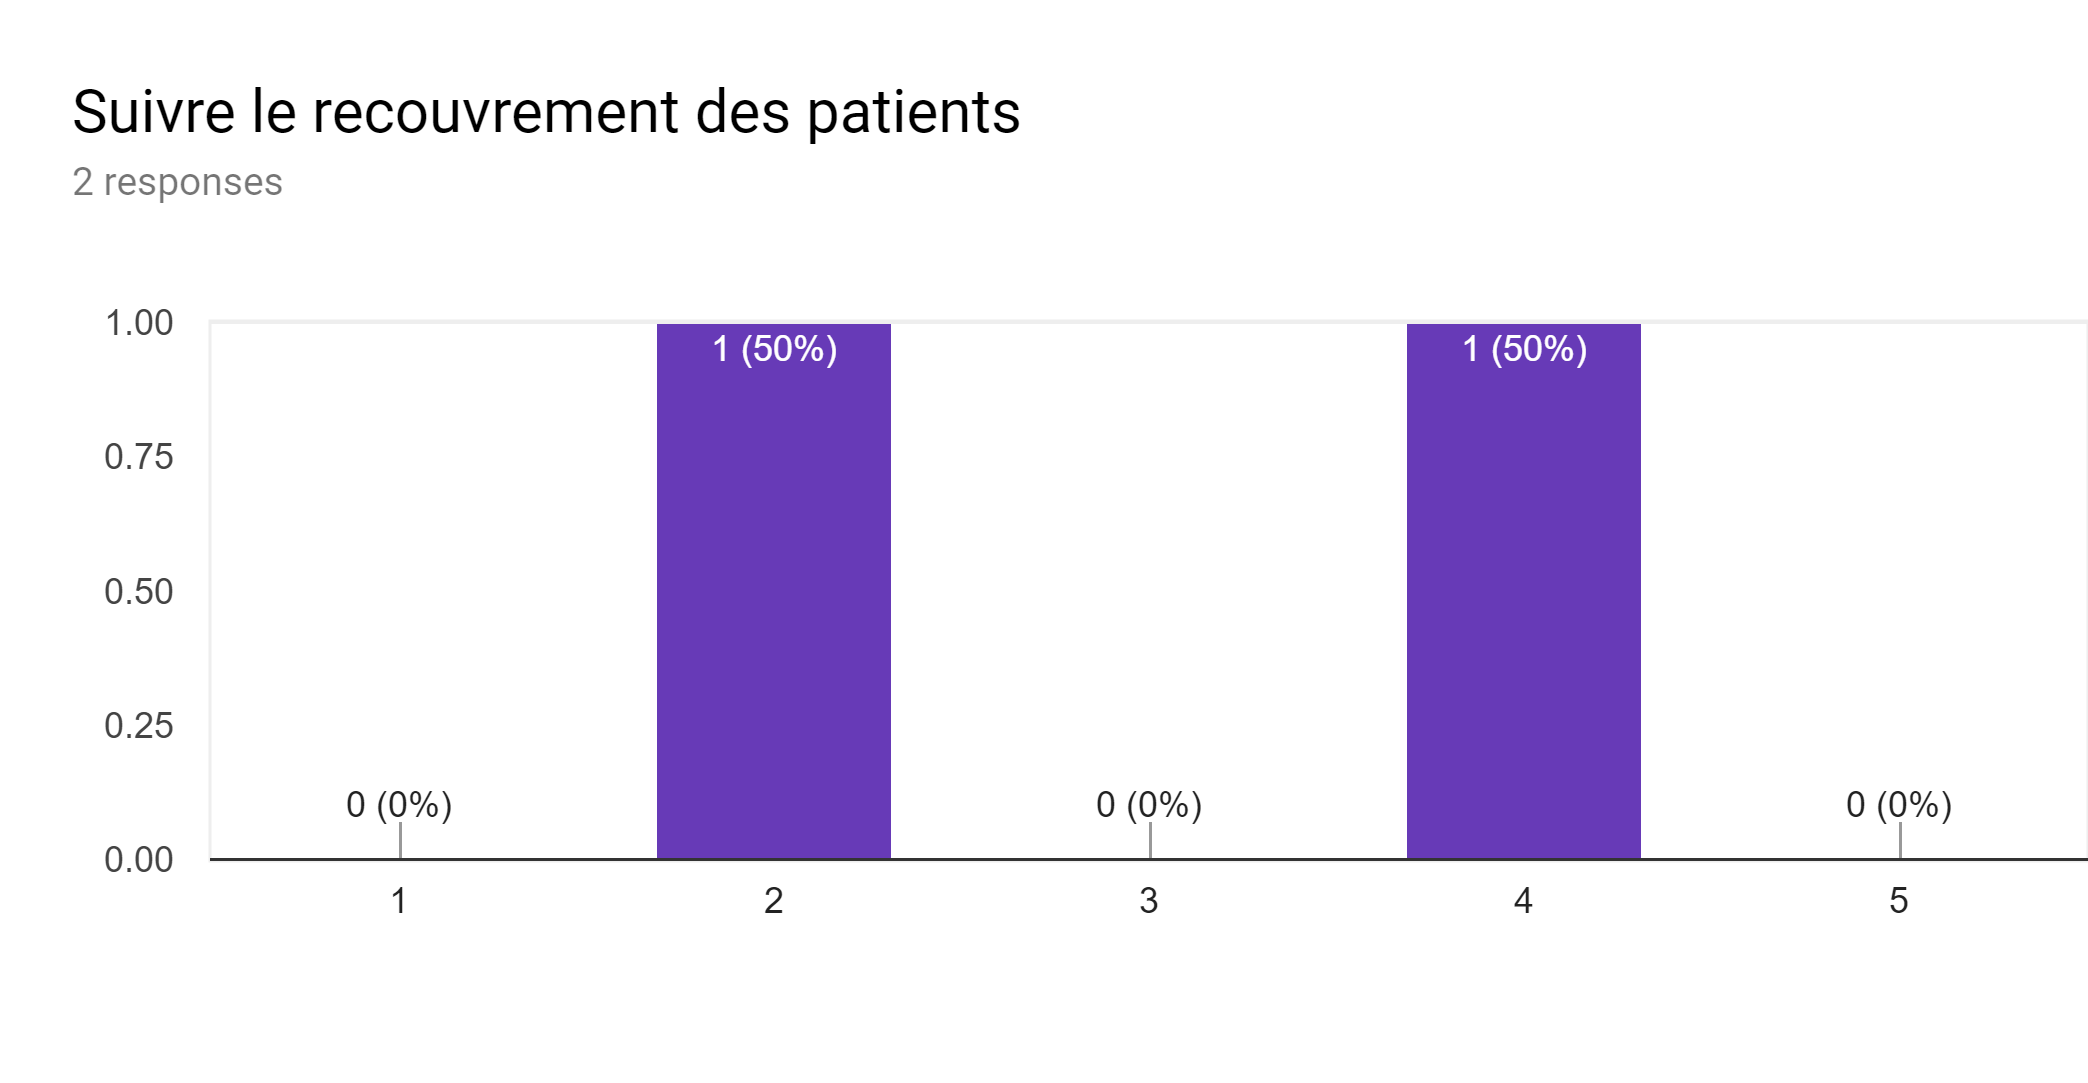 Suivre le recouvrement des patients
2 responses
1.00
1 (50%) 1 (50%)
0.75
0.50
0.25
0 (0%) 0 (0%) 0 (0%)
0.00
1 2 3 4 5